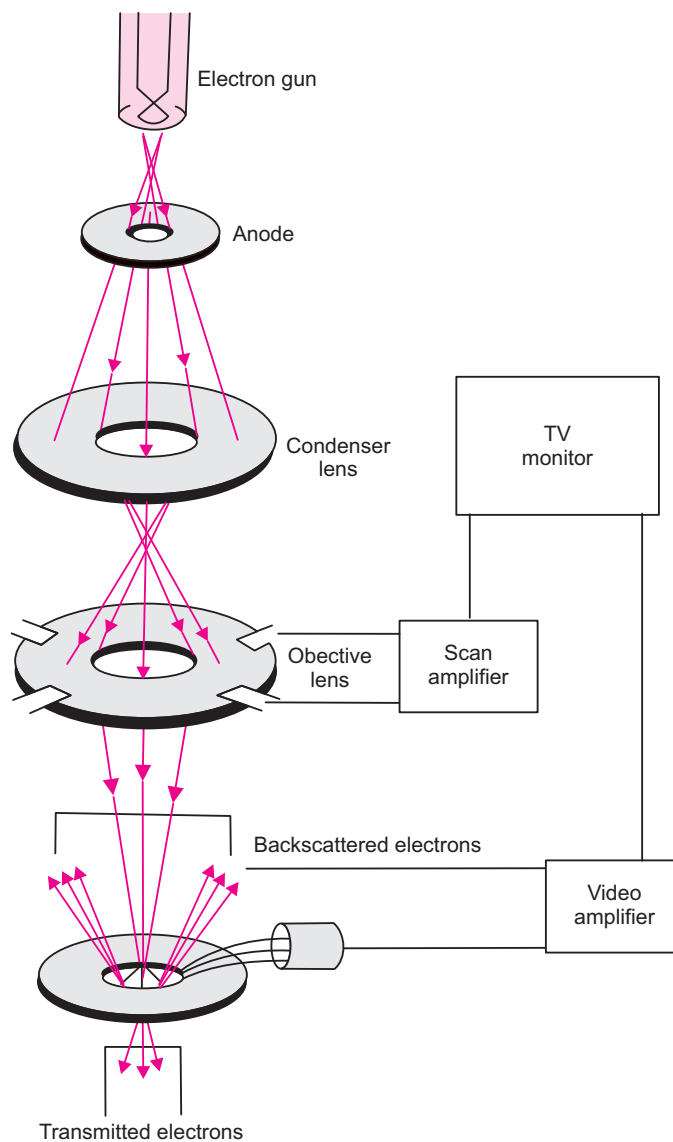 Electron gun
Anode
Condenser
lens
TV
monitor
Obective
lens
Scan
amplifier
Backscattered electrons
Video
amplifier
Transmitted electrons